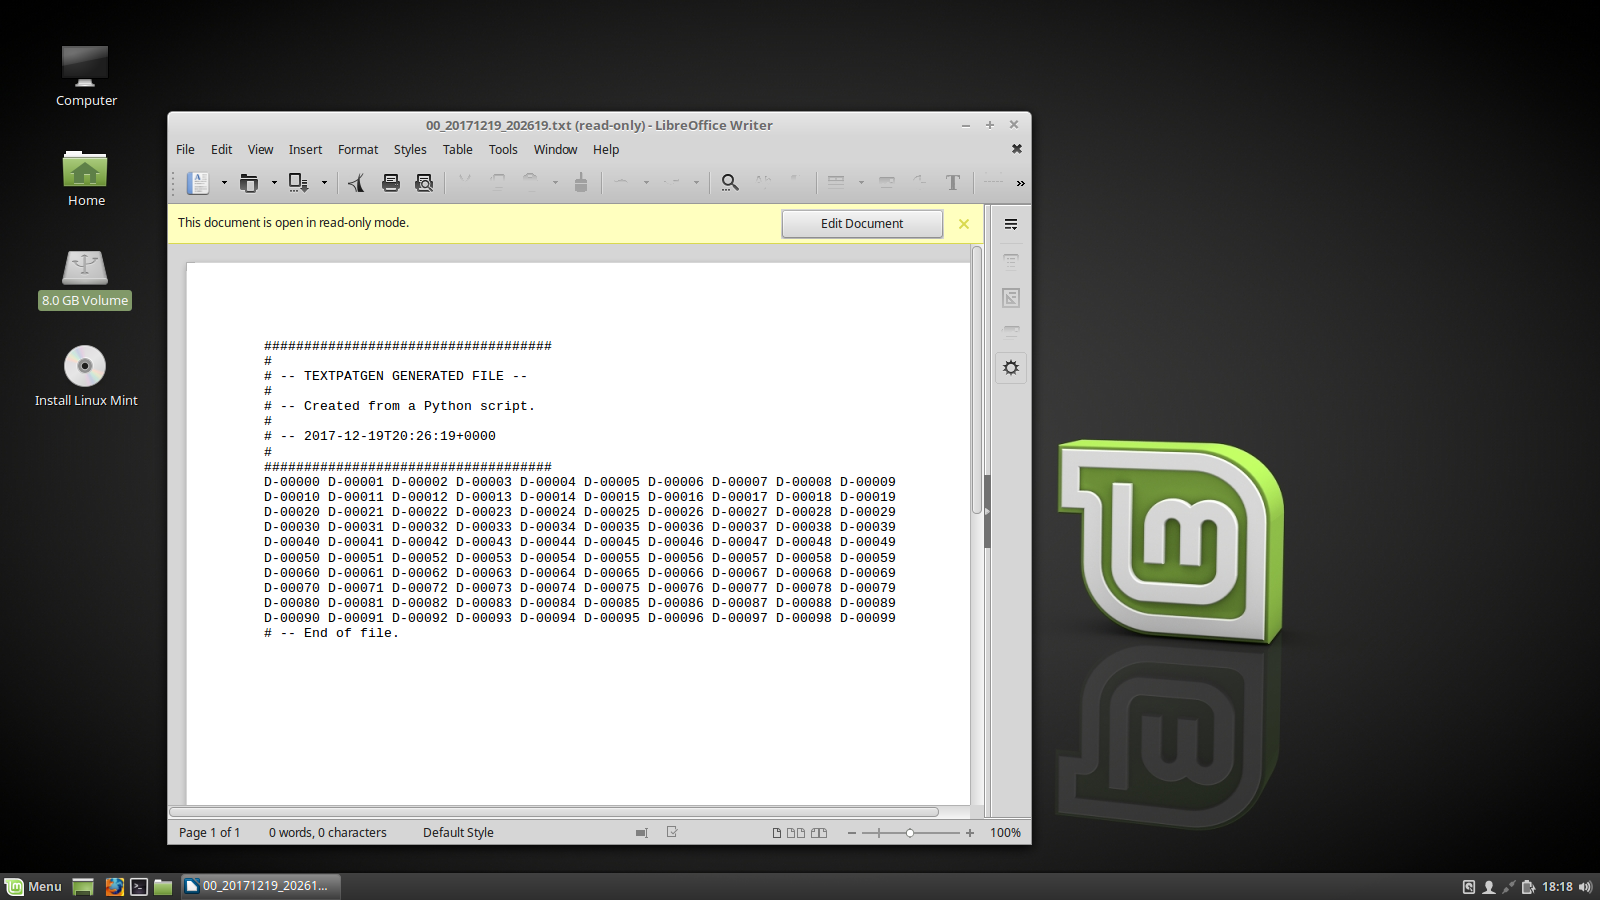 Computer
Home
8.0 GB Volume
Install Linux Mint
00_20171219_202619.txt (read-only) - LibreOffice Writer
File Edit View Insert Format Styles Table Tools Window Help
This document is open in read-only mode.
Edit Document
####################################
#
# -- TEXTPATGEN GENERATED FILE --
#
# -- Created from a Python script.
#
# -- 2017-12-19T20:26:19+0000
#
####################################
D-00000 D-00001 D-00002 D-00003 D-00004 D-00005 D-00006 D-00007 D-00008 D-00009
D-00010 D-00011 D-00012 D-00013 D-00014 D-00015 D-00016 D-00017 D-00018 D-00019
D-00020 D-00021 D-00022 D-00023 D-00024 D-00025 D-00026 D-00027 D-00028 D-00029
D-00030 D-00031 D-00032 D-00033 D-00034 D-00035 D-00036 D-00037 D-00038 D-00039
D-00040 D-00041 D-00042 D-00043 D-00044 D-00045 D-00046 D-00047 D-00048 D-00049
D-00050 D-00051 D-00052 D-00053 D-00054 D-00055 D-00056 D-00057 D-00058 D-00059
D-00060 D-00061 D-00062 D-00063 D-00064 D-00065 D-00066 D-00067 D-00068 D-00069
D-00070 D-00071 D-00072 D-00073 D-00074 D-00075 D-00076 D-00077 D-00078 D-00079
D-00080 D-00081 D-00082 D-00083 D-00084 D-00085 D-00086 D-00087 D-00088 D-00089
D-00090 D-00091 D-00092 D-00093 D-00094 D-00095 D-00096 D-00097 D-00098 D-00099
# -- End of file.
Page 1 of 1 0 words, 0 characters Default Style 100%
Menu 00_20171219_20261... 18:18